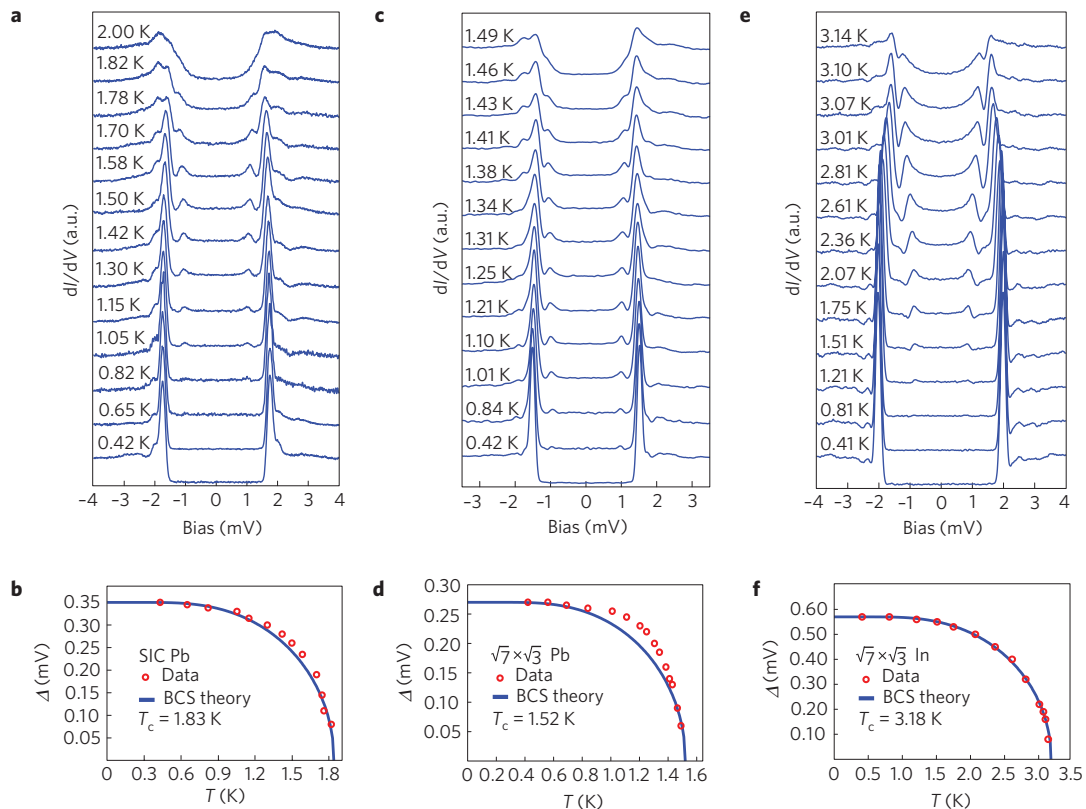 a
2.00 K
1.82 K
1.78 K
1.70 K
1.58 K
1.50 K
1.42 K
1.30 K
1.15 K
1.05 K
0.82 K
0.65 K
0.42 K
dI/dV (a.u.)
−4 −3 −2 −1 0 1 2 3 4
Bias (mV)
c
1.49 K
1.46 K
1.43 K
1.41 K
1.38 K
1.34 K
1.31 K
1.25 K
1.21 K
1.10 K
1.01 K
0.84 K
0.42 K
dI/dV (a.u.)
−3 −2 −1 0 1 2 3
Bias (mV)
e
3.14 K
3.10 K
3.07 K
3.01 K
2.81 K
2.61 K
2.36 K
2.07 K
1.75 K
1.51 K
1.21 K
0.81 K
0.41 K
dI/dV (a.u.)
−4 −3 −2 −1 0 1 2 3 4
Bias (mV)
b
0.35
0.30
0.25
0.20
0.15
0.10
0.05
Δ (mV)
SIC Pb
Data
BCS theory
Tc = 1.83 K
0 0.3 0.6 0.9 1.2 1.5 1.8
T (K)
d
0.30
0.25
0.20
0.15
0.10
0.05
Δ (mV)
√7×√3 Pb
Data
BCS theory
Tc = 1.52 K
0 0.2 0.4 0.6 0.8 1.0 1.2 1.4 1.6
T (K)
f
0.60
0.50
0.40
0.30
0.20
0.10
Δ (mV)
√7×√3 In
Data
BCS theory
Tc = 3.18 K
0 0.5 1.0 1.5 2.0 2.5 3.0 3.5
T (K)